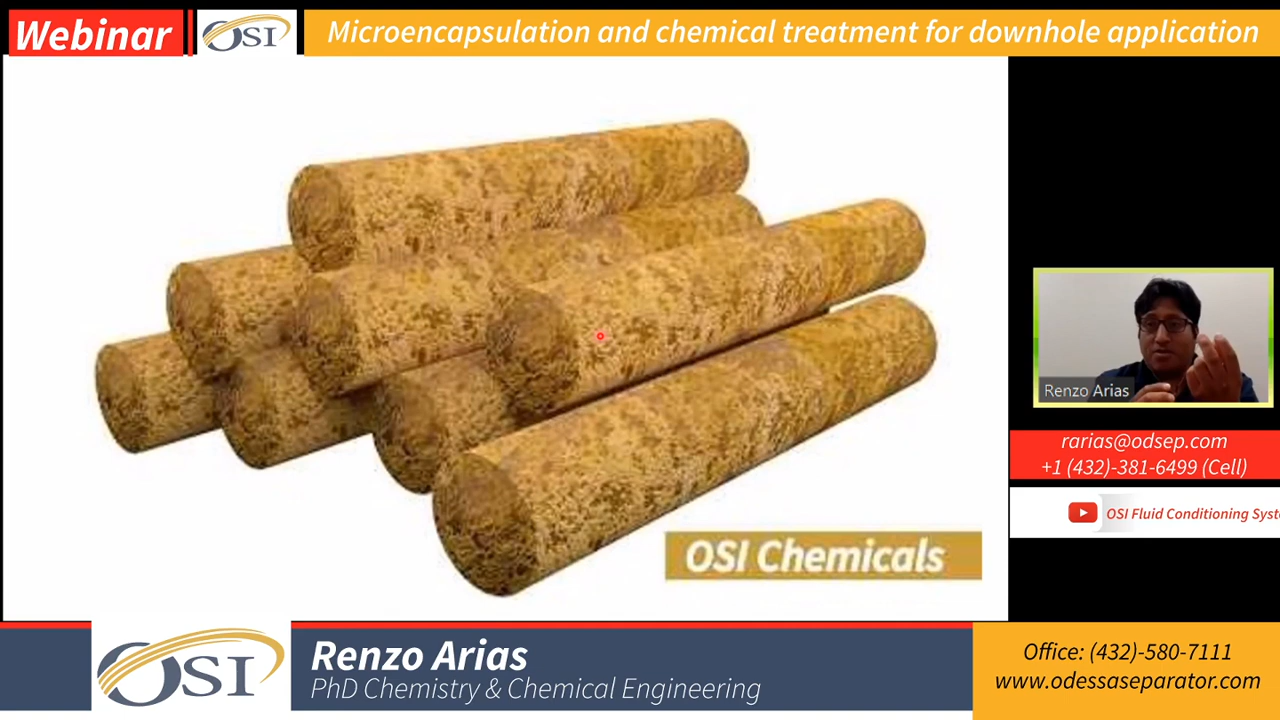 Webinar
OSI
Microencapsulation and chemical treatment for downhole application
OSI Chemicals
Renzo Arias
rarias@odsep.com
+1 (432)-381-6499 (Cell)
OSI Fluid Conditioning Syst
OSI
Renzo Arias
PhD Chemistry & Chemical Engineering
Office: (432)-580-7111
www.odessaseparator.com